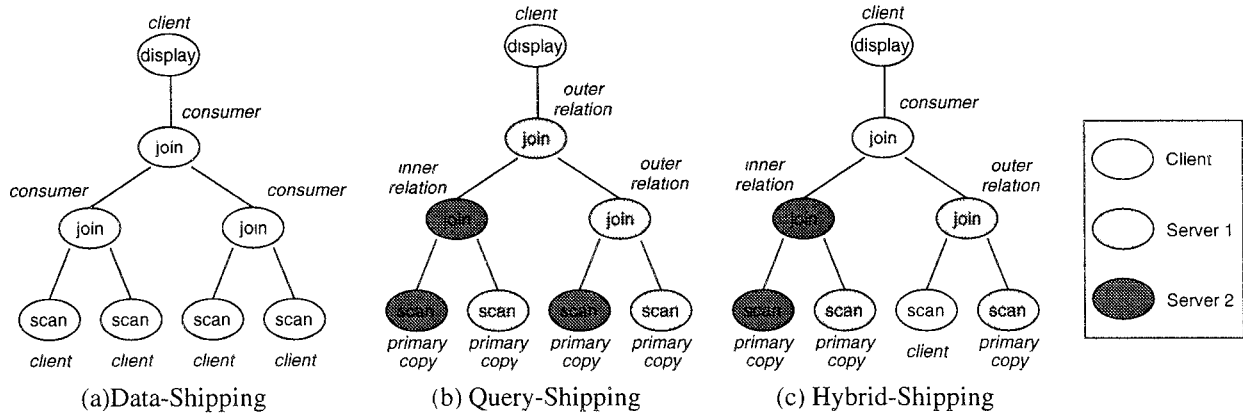 client
display
consumer
join
consumer
consumer
join
join
scan
scan
scan
scan
client
client
client
client
(a)Data-Shipping
client
display
outer
relation
join
inner
relation
outer
relation
join
join
scan
scan
scan
scan
primary
copy
primary
copy
primary
copy
primary
copy
(b) Query-Shipping
client
display
consumer
join
inner
relation
outer
relation
join
join
scan
scan
scan
scan
primary
copy
primary
copy
client
primary
copy
(c) Hybrid-Shipping
Client
Server 1
Server 2